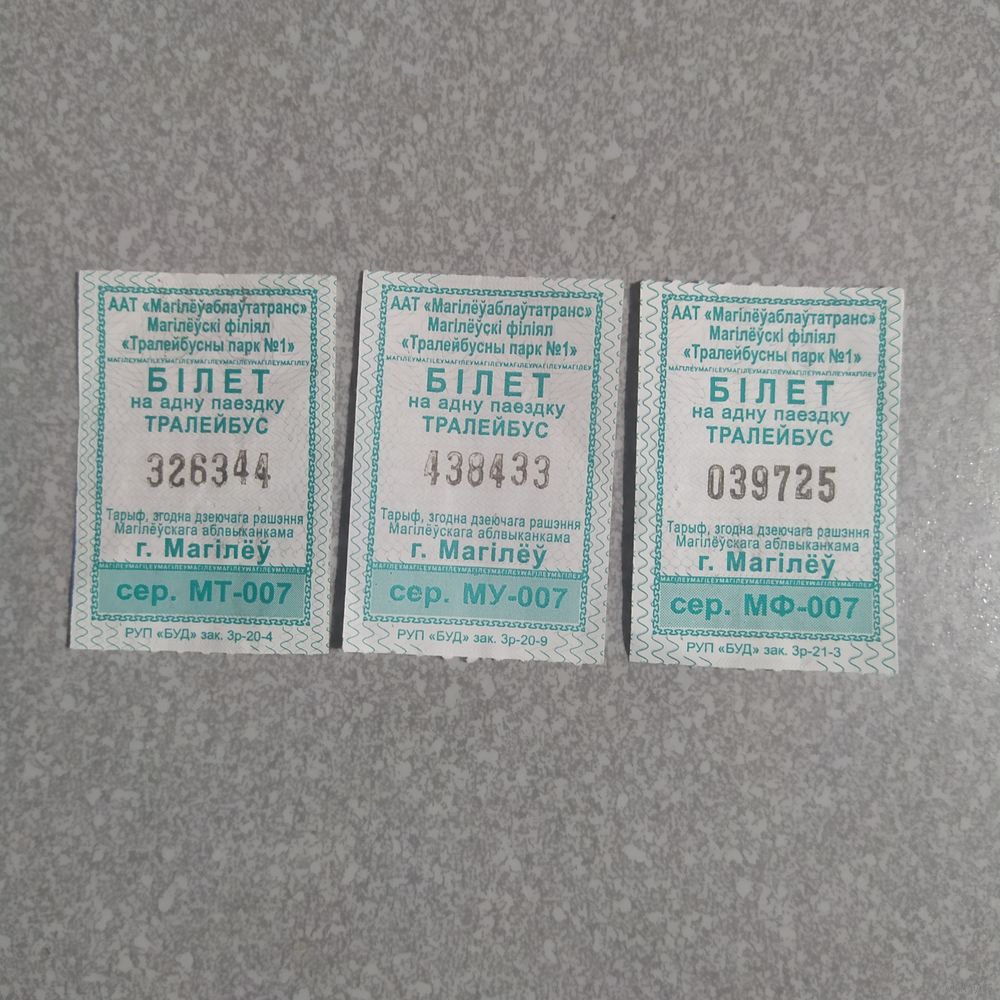 ААТ «Магілёўаблаўтатранс»
Магілёўскі філіял
«Тралейбусны парк №1»
МАГІЛЕУМАГІЛЕУМАГІЛЕУМАГІЛЕУМАГІЛЕУ
БІЛЕТ
на адну паездку
ТРАЛЕЙБУС
326344
Тарыф, згодна дзеючага рашэння
Магілёўскага аблвыканкама
г. Магілёў
сер. МТ-007
РУП «БУД» зак. 3р-20-4
ААТ «Магілёўаблаўтатранс»
Магілёўскі філіял
«Тралейбусны парк №1»
МАГІЛЕУМАГІЛЕУМАГІЛЕУМАГІЛЕУМАГІЛЕУ
БІЛЕТ
на адну паездку
ТРАЛЕЙБУС
438433
Тарыф, згодна дзеючага рашэння
Магілёўскага аблвыканкама
г. Магілёў
сер. МУ-007
РУП «БУД» зак. 3р-20-9
ААТ «Магілёўаблаўтатранс»
Магілёўскі філіял
«Тралейбусны парк №1»
МАГІЛЕУМАГІЛЕУМАГІЛЕУМАГІЛЕУМАГІЛЕУ
БІЛЕТ
на адну паездку
ТРАЛЕЙБУС
039725
Тарыф, згодна дзеючага рашэння
Магілёўскага аблвыканкама
г. Магілёў
сер. МФ-007
РУП «БУД» зак. 3р-21-3